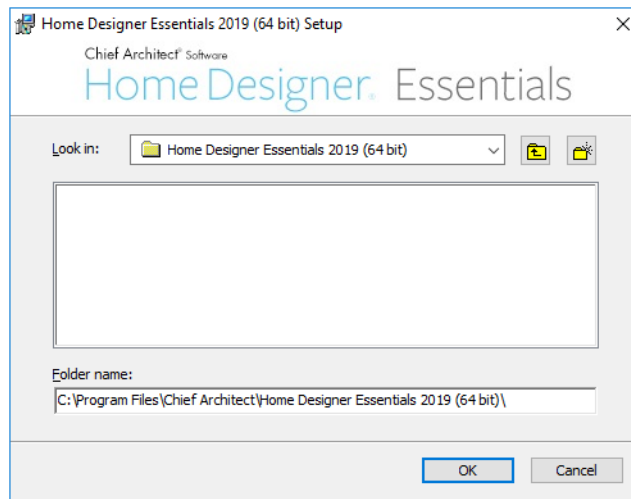 Home Designer Essentials 2019 (64 bit) Setup
Chief Architect® Software
Home Designer® Essentials
Look in:
Home Designer Essentials 2019 (64 bit)
Folder name:
C:\Program Files\Chief Architect\Home Designer Essentials 2019 (64 bit)\
OK
Cancel